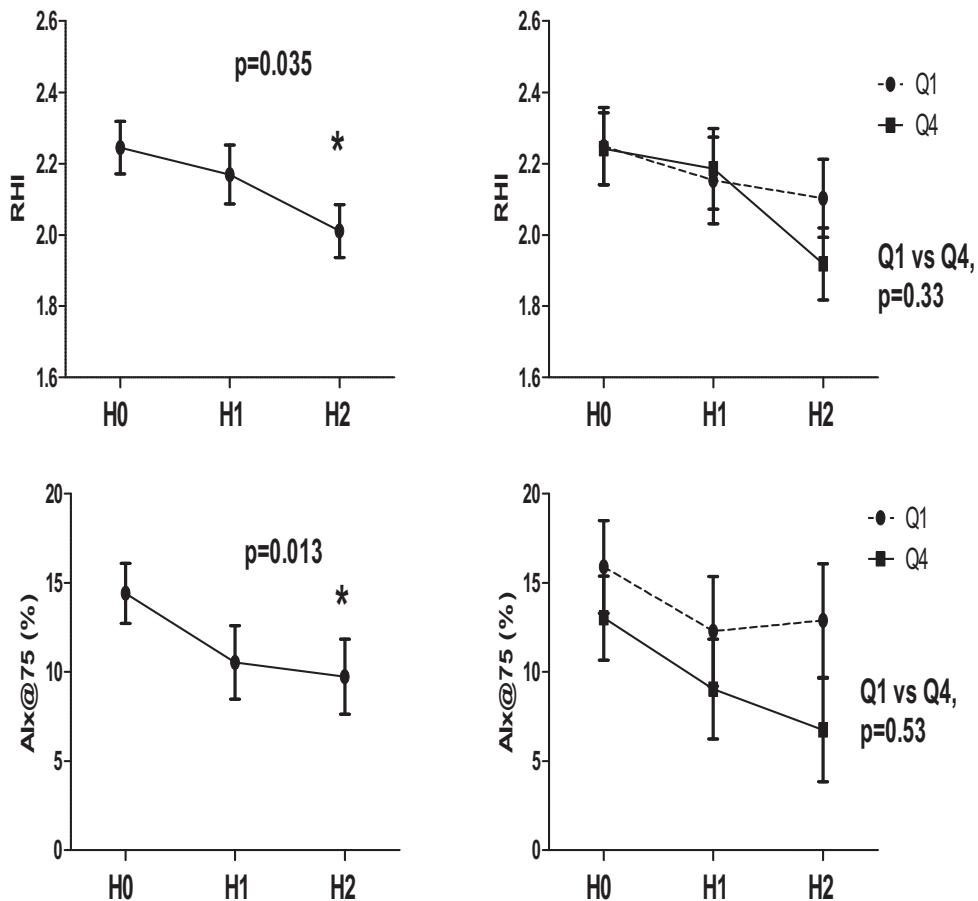 2.6
2.4
2.2
2.0
1.8
1.6
RHI
p=0.035
*
H0 H1 H2
2.6
2.4
2.2
2.0
1.8
1.6
RHI
Q1
Q4
Q1 vs Q4,
p=0.33
H0 H1 H2
20
15
10
5
0
AIx@75 (%)
p=0.013
*
H0 H1 H2
20
15
10
5
0
AIx@75 (%)
Q1
Q4
Q1 vs Q4,
p=0.53
H0 H1 H2